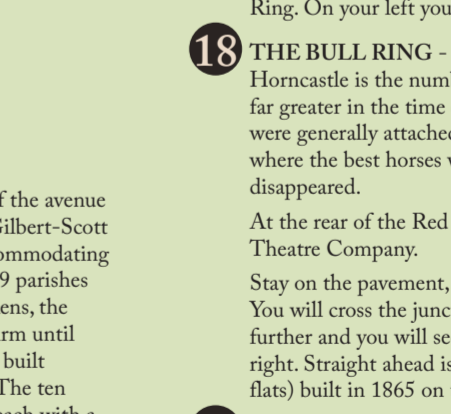 f the avenue
Gilbert-Scott
ommodating
9 parishes
ens, the
rm until
built
The ten
Ring. On your left you
18 THE BULL RING -
Horncastle is the numb
far greater in the time
were generally attached
where the best horses
disappeared.
At the rear of the Red
Theatre Company.
Stay on the pavement,
You will cross the junc
further and you will se
right. Straight ahead is
flats) built in 1865 on